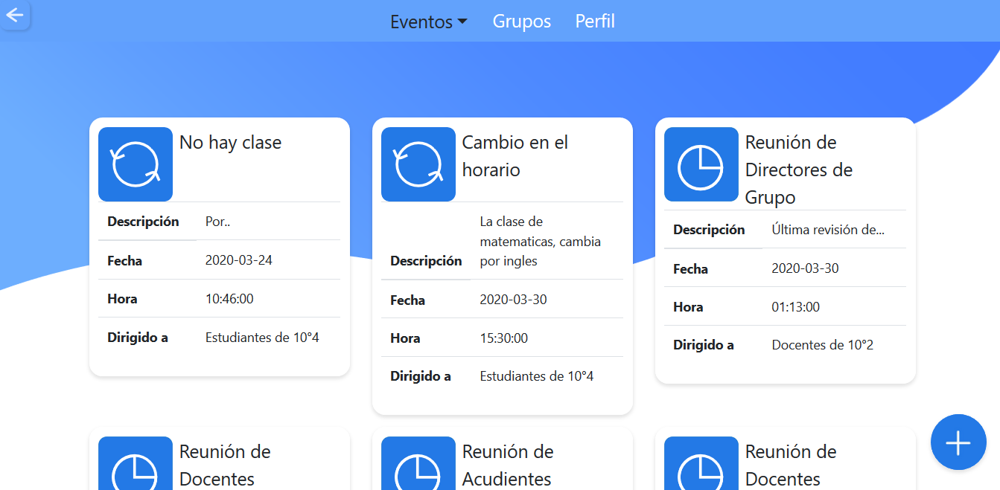 Eventos Grupos Perfil
No hay clase
Descripción Por..
Fecha 2020-03-24
Hora 10:46:00
Dirigido a Estudiantes de 10°4
Cambio en el
horario
La clase de
matematicas, cambia
Descripción por ingles
Fecha 2020-03-30
Hora 15:30:00
Dirigido a Estudiantes de 10°4
Reunión de
Directores de
Grupo
Descripción Última revisión de...
Fecha 2020-03-30
Hora 01:13:00
Dirigido a Docentes de 10°2
Reunión de
Docentes
Reunión de
Acudientes
Reunión de
Docentes